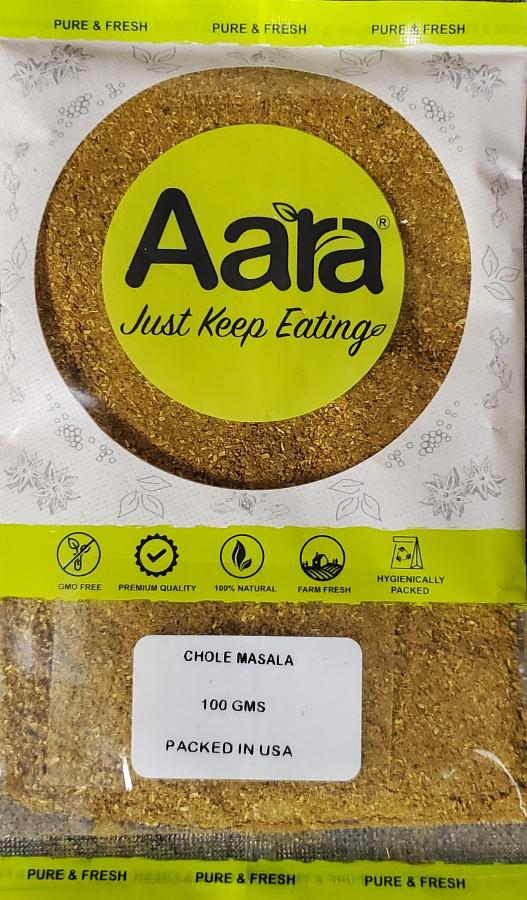 PURE & FRESH PURE & FRESH PURE & FRESH
Aara®
Just Keep Eating
GMO FREE PREMIUM QUALITY 100% NATURAL FARM FRESH HYGIENICALLY PACKED
CHOLE MASALA
100 GMS
PACKED IN USA
PURE & FRESH PURE & FRESH PURE & FRESH